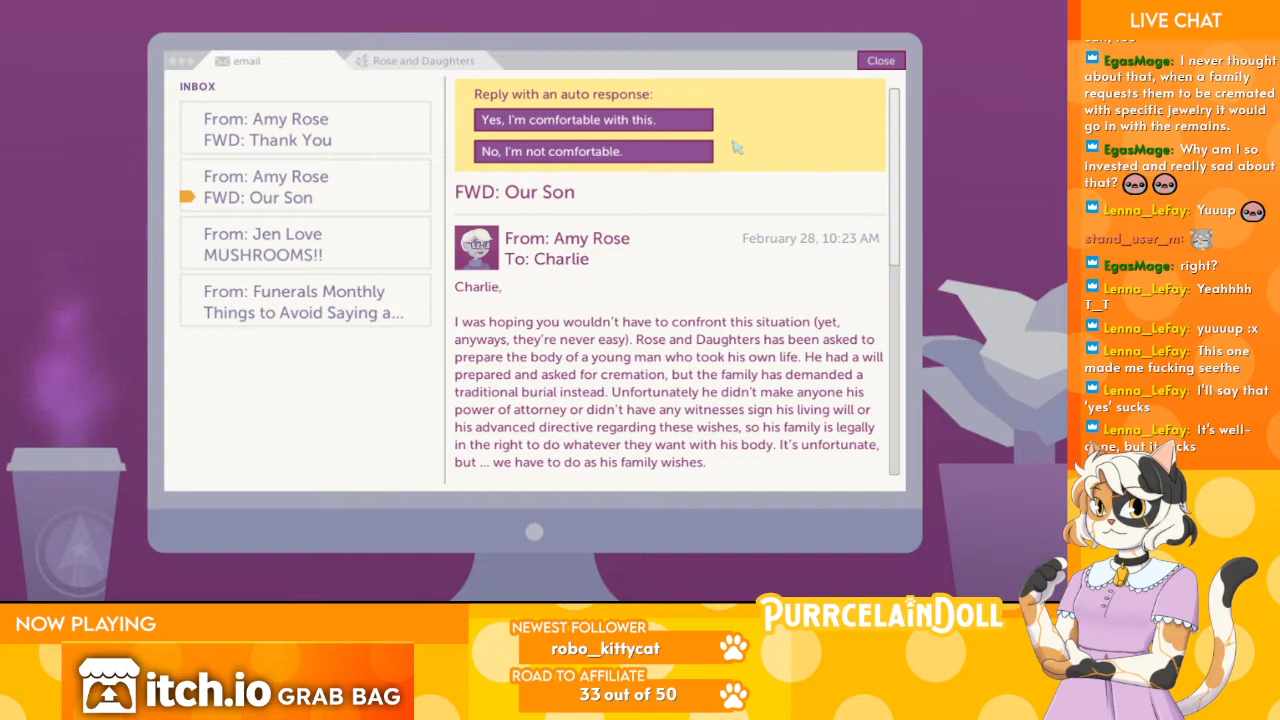 email
Rose and Daughters
Close
INBOX
From: Amy Rose
FWD: Thank You
From: Amy Rose
FWD: Our Son
From: Jen Love
MUSHROOMS!!
From: Funerals Monthly
Things to Avoid Saying a...
Reply with an auto response:
Yes, I'm comfortable with this.
No, I'm not comfortable.
FWD: Our Son
From: Amy Rose
To: Charlie
February 28, 10:23 AM
Charlie,
I was hoping you wouldn't have to confront this situation (yet,
anyways, they're never easy). Rose and Daughters has been asked to
prepare the body of a young man who took his own life. He had a will
prepared and asked for cremation, but the family has demanded a
traditional burial instead. Unfortunately he didn't make anyone his
power of attorney or didn't have any witnesses sign his living will or
his advanced directive regarding these wishes, so his family is legally
in the right to do whatever they want with his body. It's unfortunate,
but ... we have to do as his family wishes.
LIVE CHAT
EgasMage: I never thought
about that, when a family
requests them to be cremated
with specific jewelry it would
go in with the remains.
EgasMage: Why am I so
invested and really sad about
that?
Lenna_LeFay: Yuuup
stand_user_m:
EgasMage: right?
Lenna_LeFay: Yeahhhh
T_T
Lenna_LeFay: yuuuup :x
Lenna_LeFay: This one
made me fucking seethe
Lenna_LeFay: I'll say that
'yes' sucks
Lenna_LeFay: It's well-
done, but it sucks
NOW PLAYING
itch.io GRAB BAG
NEWEST FOLLOWER
robo_kittycat
ROAD TO AFFILIATE
33 out of 50
PURRCELAINDOLL